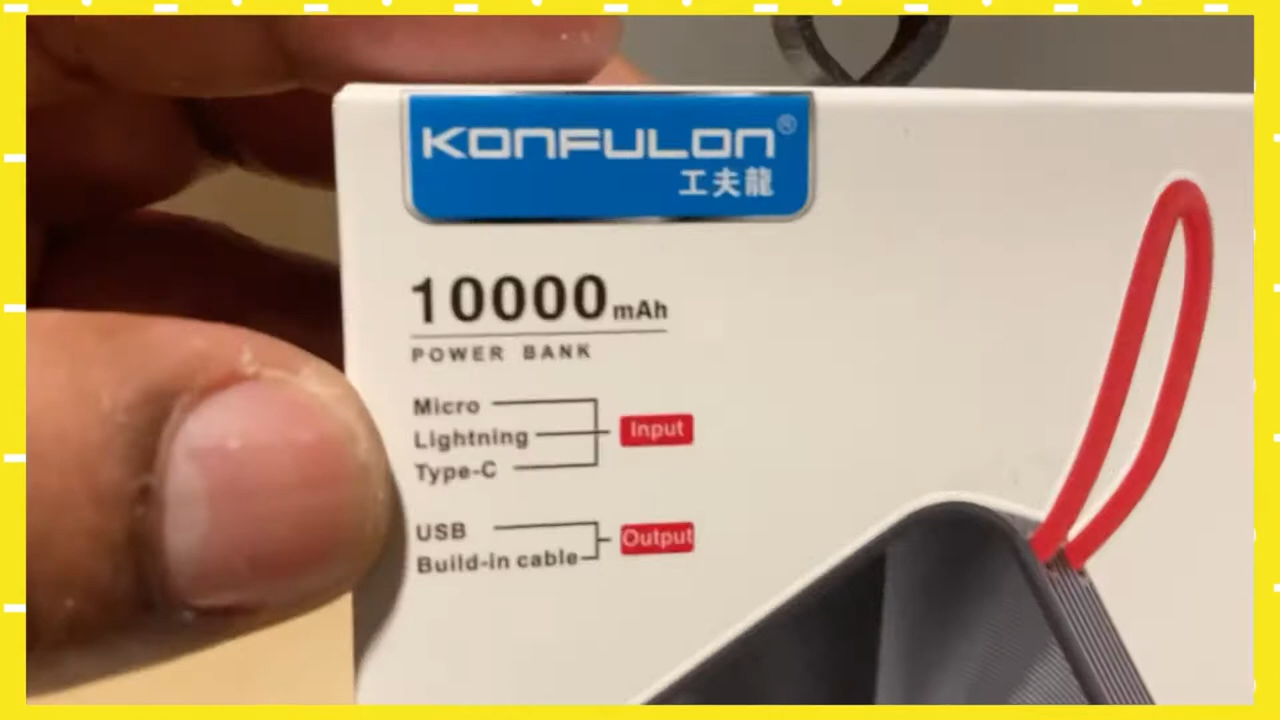 KONFULON®
工夫龍
10000mAh
POWER BANK
Micro
Lightning
Type-C
Input
USB
Build-in cable
Output